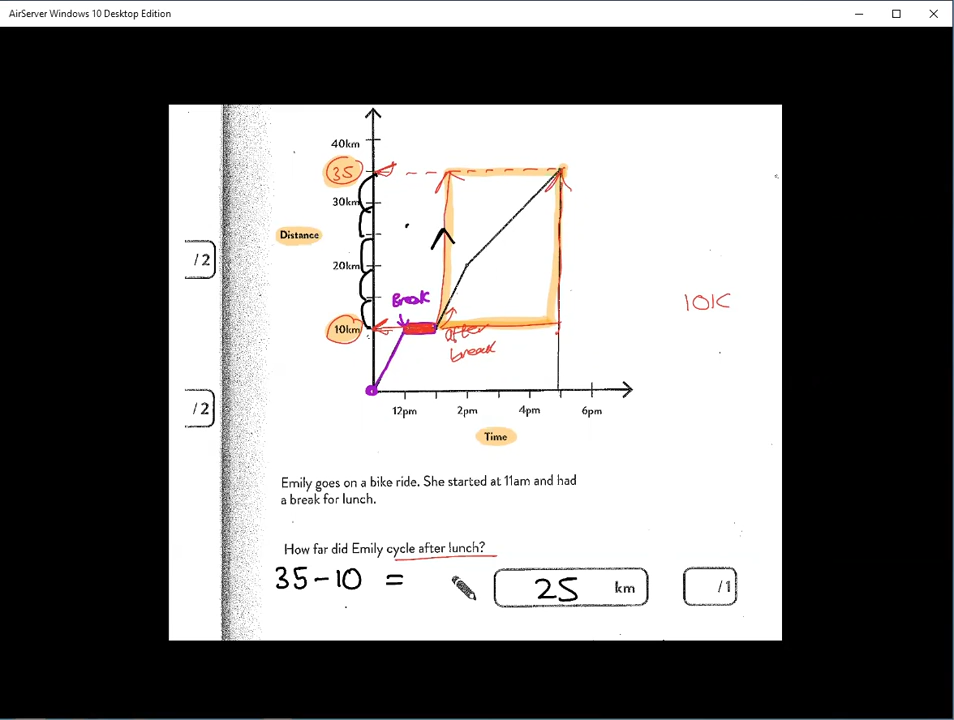 AirServer Windows 10 Desktop Edition
40km
35
30km
Distance
/2
20km
Break
10km
10K
after
break
/2
12pm 2pm 4pm 6pm
Time
Emily goes on a bike ride. She started at 11am and had
a break for lunch.
How far did Emily cycle after lunch?
35-10 = 25 km /1